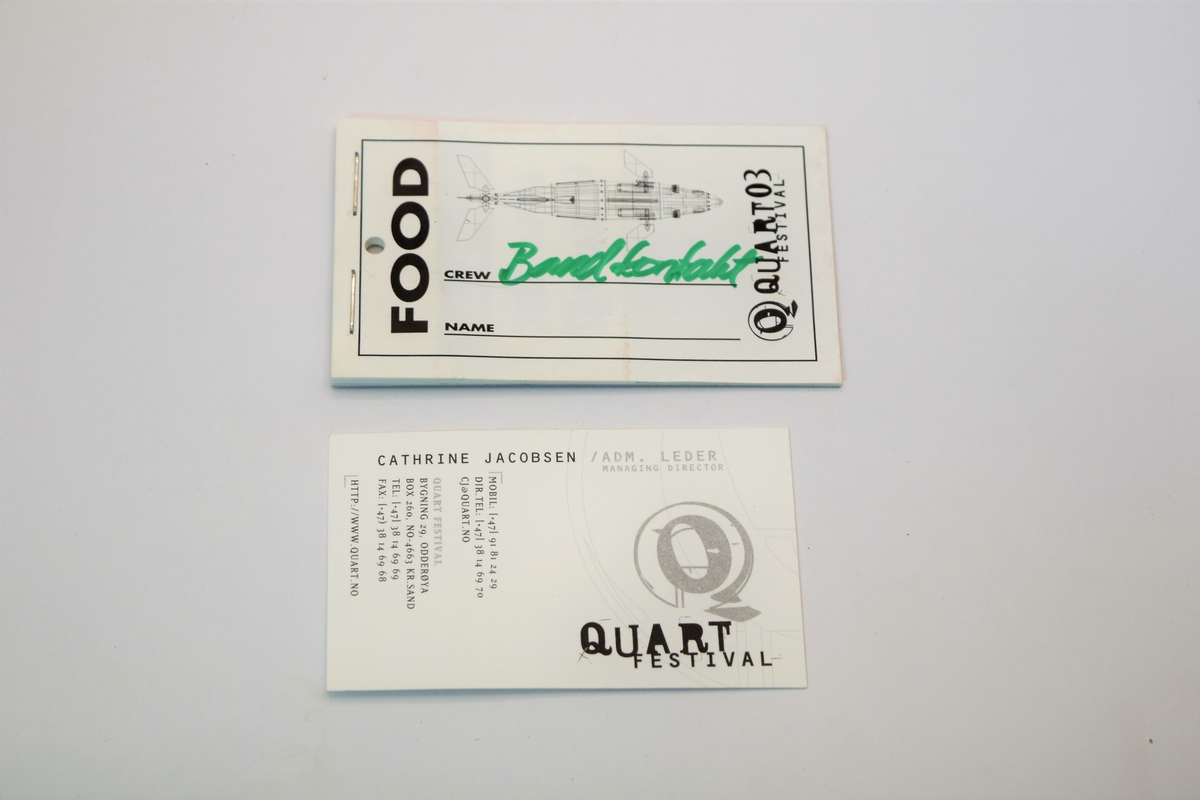 FOOD
CREW Bandkontakt
NAME
QUART 03
FESTIVAL
CATHRINE JACOBSEN /ADM. LEDER
MANAGING DIRECTOR
MOBIL: [+47] 91 81 24 29
DIR.TEL: [+47] 38 14 69 70
CJ@QUART.NO
QUART FESTIVAL
BYGNING 29, ODDERØYA
BOX 260, NO-4663 KR.SAND
TEL: [+47] 38 14 69 69
FAX: [+47] 38 14 69 68
HTTP://WWW.QUART.NO
QUART
FESTIVAL